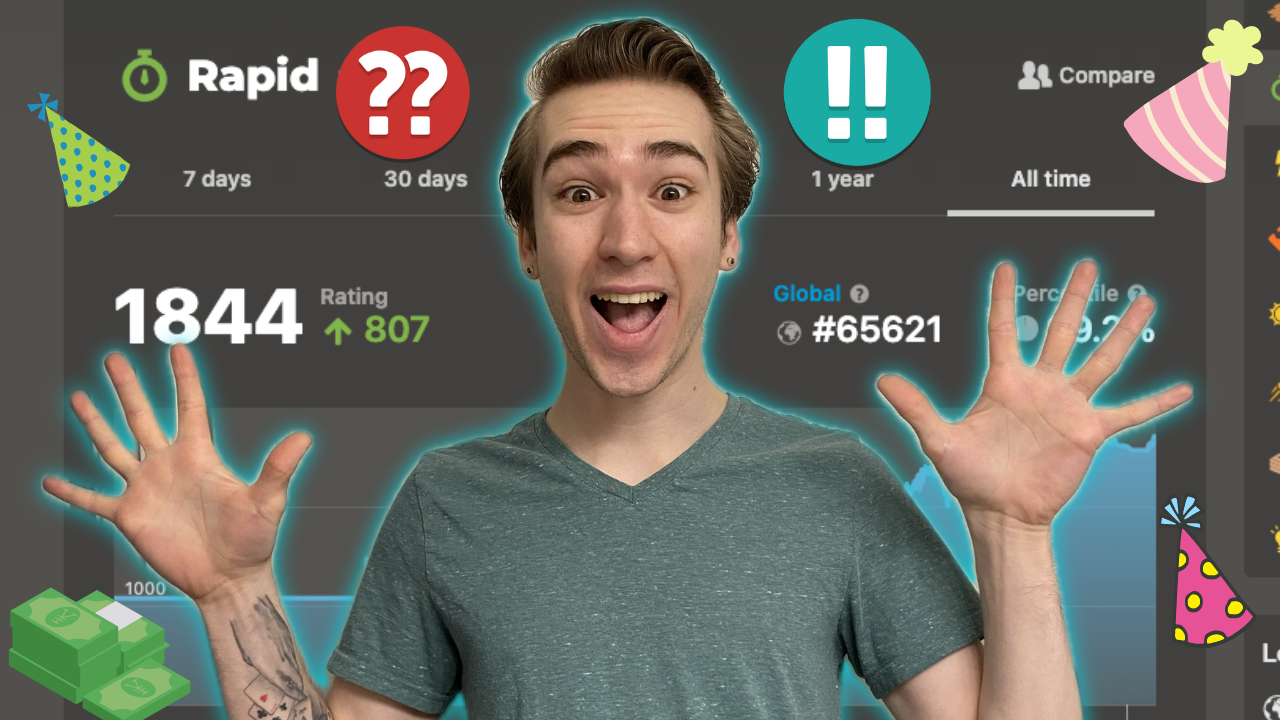 Rapid
??
!!
Compare
7 days
30 days
1 year
All time
1844
Rating
807
Global ?
#65621
1000